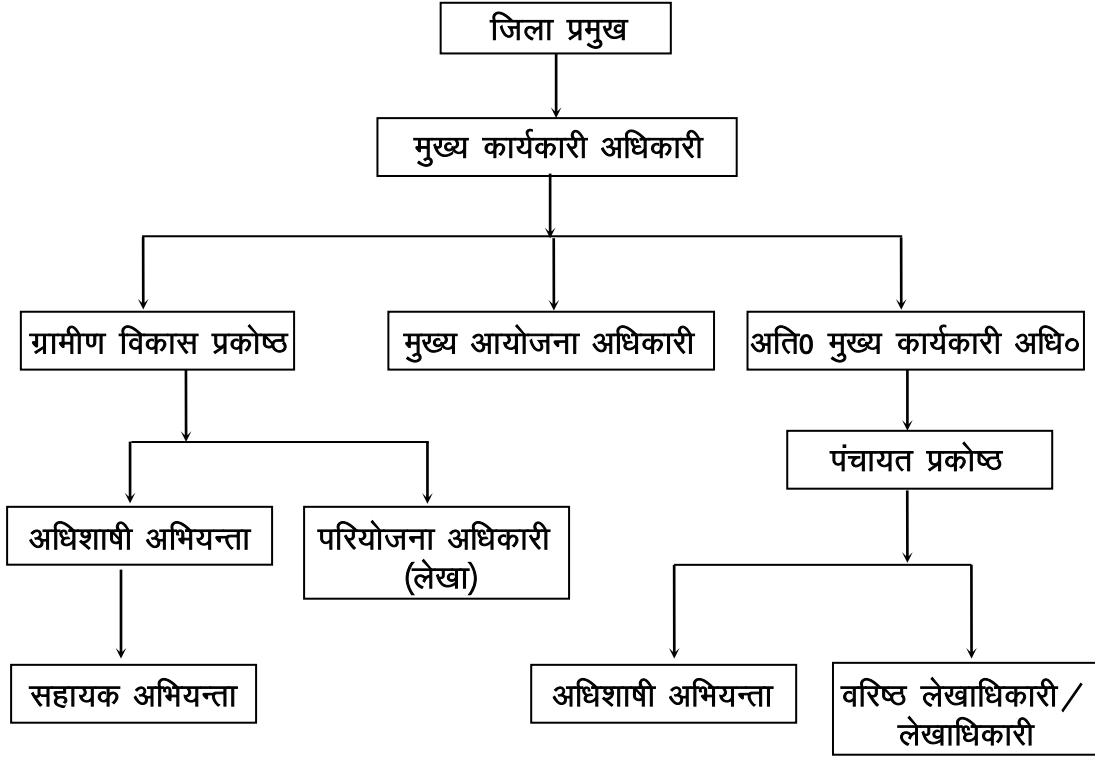 जिला प्रमुख
मुख्य कार्यकारी अधिकारी
ग्रामीण विकास प्रकोष्ठ
मुख्य आयोजना अधिकारी
अति0 मुख्य कार्यकारी अधि०
पंचायत प्रकोष्ठ
अधिशाषी अभियन्ता
परियोजना अधिकारी
(लेखा)
सहायक अभियन्ता
अधिशाषी अभियन्ता
वरिष्ठ लेखाधिकारी/
लेखाधिकारी